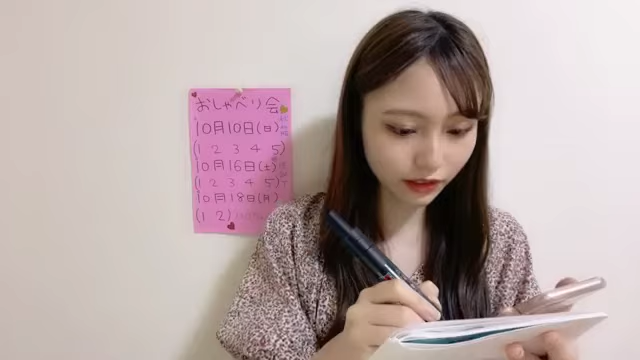 おしゃべり会
10月10日(日)
(1 2 3 4 5)
10月16日(土)
(1 2 3 4 5)
10月18日(月)
(1 2)